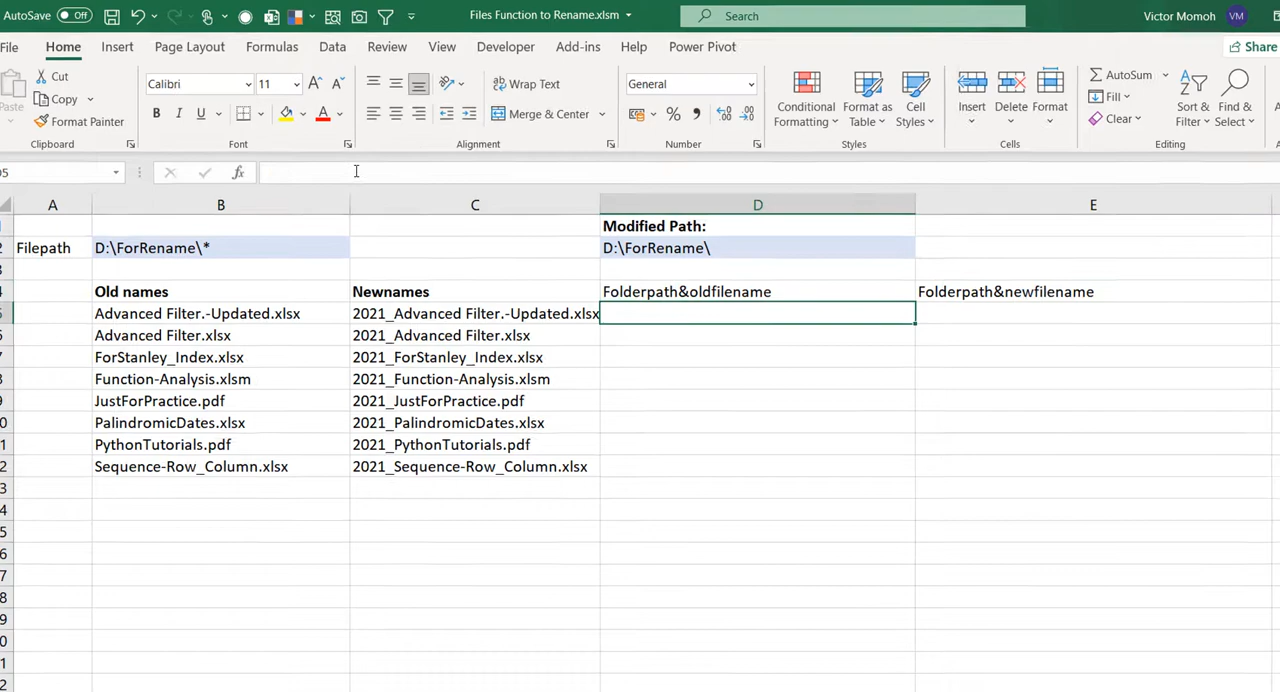 AutoSave Off Files Function to Rename.xlsm Search Victor Momoh VM
File Home Insert Page Layout Formulas Data Review View Developer Add-ins Help Power Pivot Share
Cut Calibri 11 Wrap Text General AutoSum
Paste Copy Conditional Formatting Format as Table Cell Styles Insert Delete Format Fill Sort & Filter Find & Select
Format Painter B I U Merge & Center Clear
Clipboard Font Alignment Number Styles Cells Editing
fx
A B C D E
Modified Path:
Filepath D:\ForRename\* D:\ForRename\
Old names Newnames Folderpath&oldfilename Folderpath&newfilename
Advanced Filter.-Updated.xlsx 2021_Advanced Filter.-Updated.xlsx
Advanced Filter.xlsx 2021_Advanced Filter.xlsx
ForStanley_Index.xlsx 2021_ForStanley_Index.xlsx
Function-Analysis.xlsm 2021_Function-Analysis.xlsm
JustForPractice.pdf 2021_JustForPractice.pdf
PalindromicDates.xlsx 2021_PalindromicDates.xlsx
PythonTutorials.pdf 2021_PythonTutorials.pdf
Sequence-Row_Column.xlsx 2021_Sequence-Row_Column.xlsx